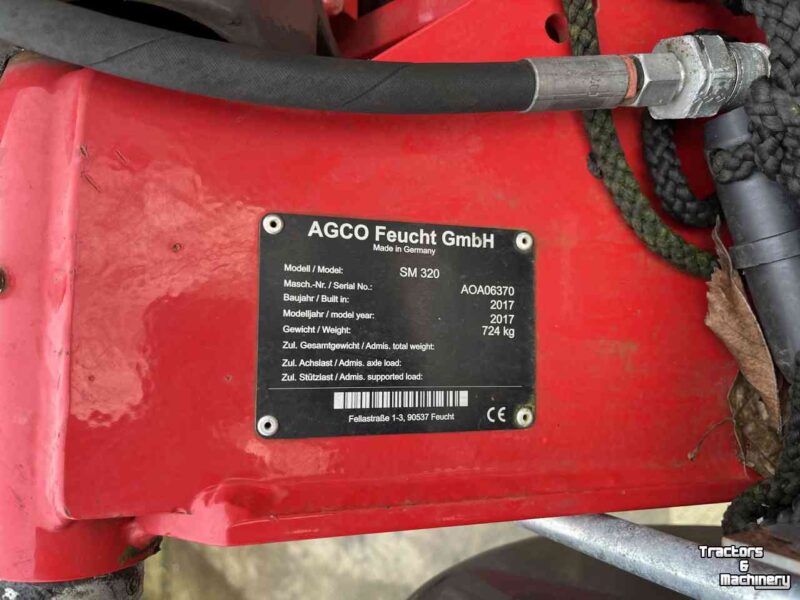 AGCO Feucht GmbH
Made in Germany
Modell / Model: SM 320
Masch.-Nr. / Serial No.: AOA06370
Baujahr / Built in: 2017
Modelljahr / model year: 2017
Gewicht / Weight: 724 kg
Zul. Gesamtgewicht / Admis. total weight:
Zul. Achslast / Admis. axle load:
Zul. Stützlast / Admis. supported load:
Fellastraße 1-3, 90537 Feucht CE
Tractors
&
Machinery